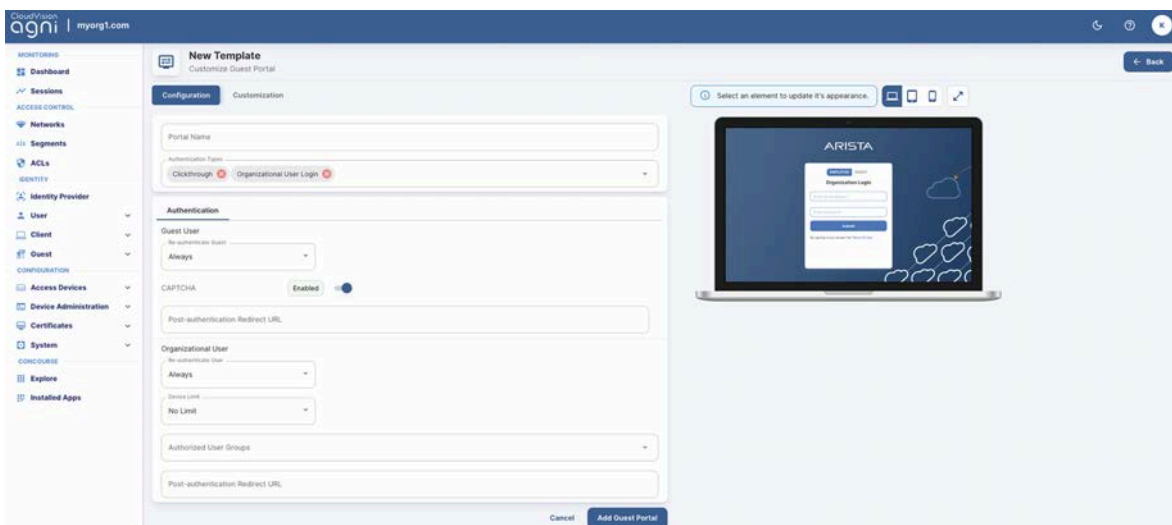 CloudVision
agni | myorg1.com
K
MONITORING
Dashboard
Sessions
ACCESS CONTROL
Networks
Segments
ACLs
IDENTITY
Identity Provider
User
Client
Guest
CONFIGURATION
Access Devices
Device Administration
Certificates
System
CONCOURSE
Explore
Installed Apps
New Template
Customize Guest Portal
← Back
Configuration
Customization
Portal Name
Authentication Types
Clickthrough
Organizational User Login
Authentication
Guest User
Re-authenticate Guest
Always
CAPTCHA
Enabled
Post-authentication Redirect URL
Organizational User
Re-authenticate User
Always
Device Limit
No Limit
Authorized User Groups
Post-authentication Redirect URL
Cancel
Add Guest Portal
Select an element to update it's appearance.
ARISTA
Organization Login